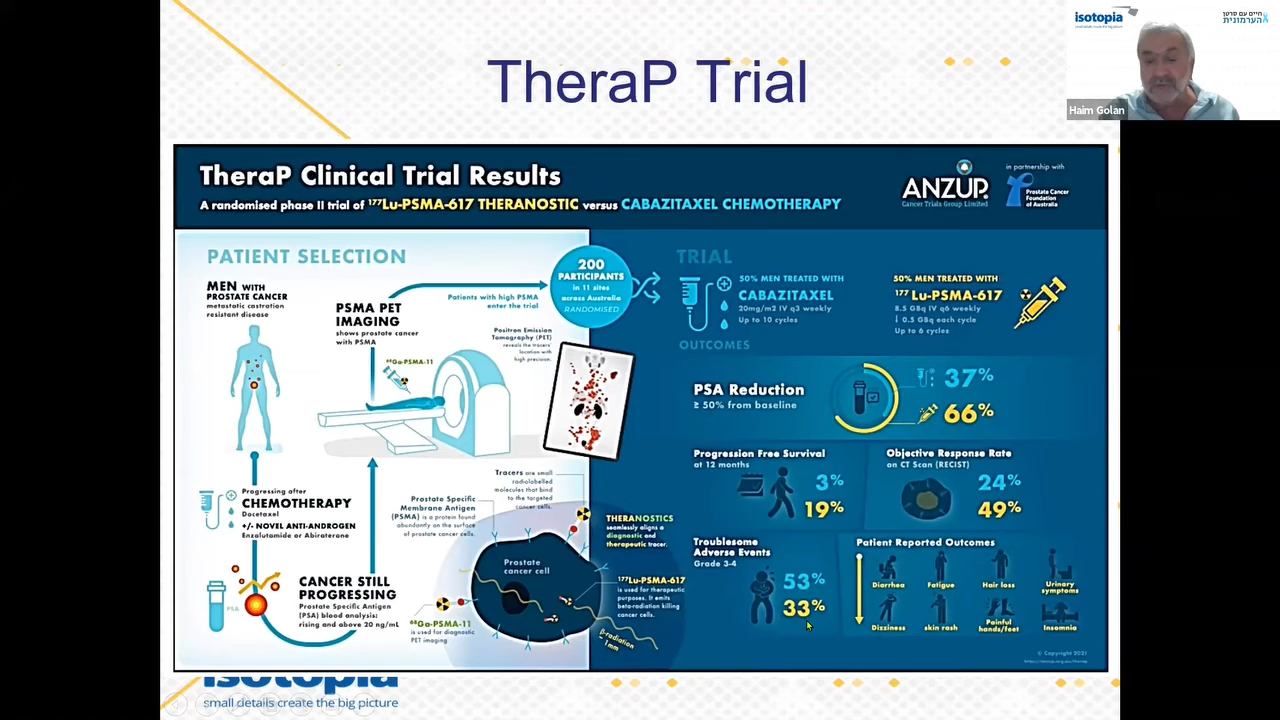 TheraP Trial
isotopia
חיים עם סרטן
הערמונית
Haim Golan
TheraP Clinical Trial Results
A randomised phase II trial of ¹⁷⁷Lu-PSMA-617 THERANOSTIC versus CABAZITAXEL CHEMOTHERAPY
ANZUP
Cancer Trials Group Limited
in partnership with
Prostate Cancer
Foundation
of Australia
PATIENT SELECTION
MEN WITH
PROSTATE CANCER
metastatic castration
resistant disease
PSMA PET
IMAGING
shows prostate cancer
with PSMA
⁶⁸Ga-PSMA-11
Patients with high PSMA
enter the trial
200
PARTICIPANTS
in 11 sites
across Australia
RANDOMISED
Positron Emission
Tomography (PET)
reveals the tracers'
location with
high precision.
Progressing after
CHEMOTHERAPY
Docetaxel
+/- NOVEL ANTI-ANDROGEN
Enzalutamide or Abiraterone
PSA
CANCER STILL
PROGRESSING
Prostate Specific Antigen
(PSA) blood analysis:
rising and above 20 ng/mL
Tracers are small
radiolabelled
molecules that bind
to the targeted
cancer cells.
Prostate Specific
Membrane Antigen
(PSMA) is a protein found
abundantly on the surface
of prostate cancer cells.
Prostate
cancer cell
⁶⁸Ga-PSMA-11
is used for diagnostic
PET imaging
THERANOSTICS
seamlessly aligns a
diagnostic and
therapeutic tracer.
¹⁷⁷Lu-PSMA-617
is used for therapeutic
purposes. It emits
beta-radiation killing
cancer cells.
β-radiation
1mm
TRIAL
50% MEN TREATED WITH
CABAZITAXEL
20mg/m2 IV q3 weekly
Up to 10 cycles
50% MEN TREATED WITH
¹⁷⁷ Lu-PSMA-617
8.5 GBq IV q6 weekly
↓ 0.5 GBq each cycle
Up to 6 cycles
OUTCOMES
PSA Reduction
≥ 50% from baseline
37%
66%
Progression Free Survival
at 12 months
3%
19%
Objective Response Rate
on CT Scan (RECIST)
24%
49%
Troublesome
Adverse Events
Grade 3-4
53%
33%
Patient Reported Outcomes
Diarrhea
Fatigue
Hair loss
Urinary
symptoms
Dizziness
skin rash
Painful
hands/feet
Insomnia
© Copyright 2021
isotopia
small details create the big picture